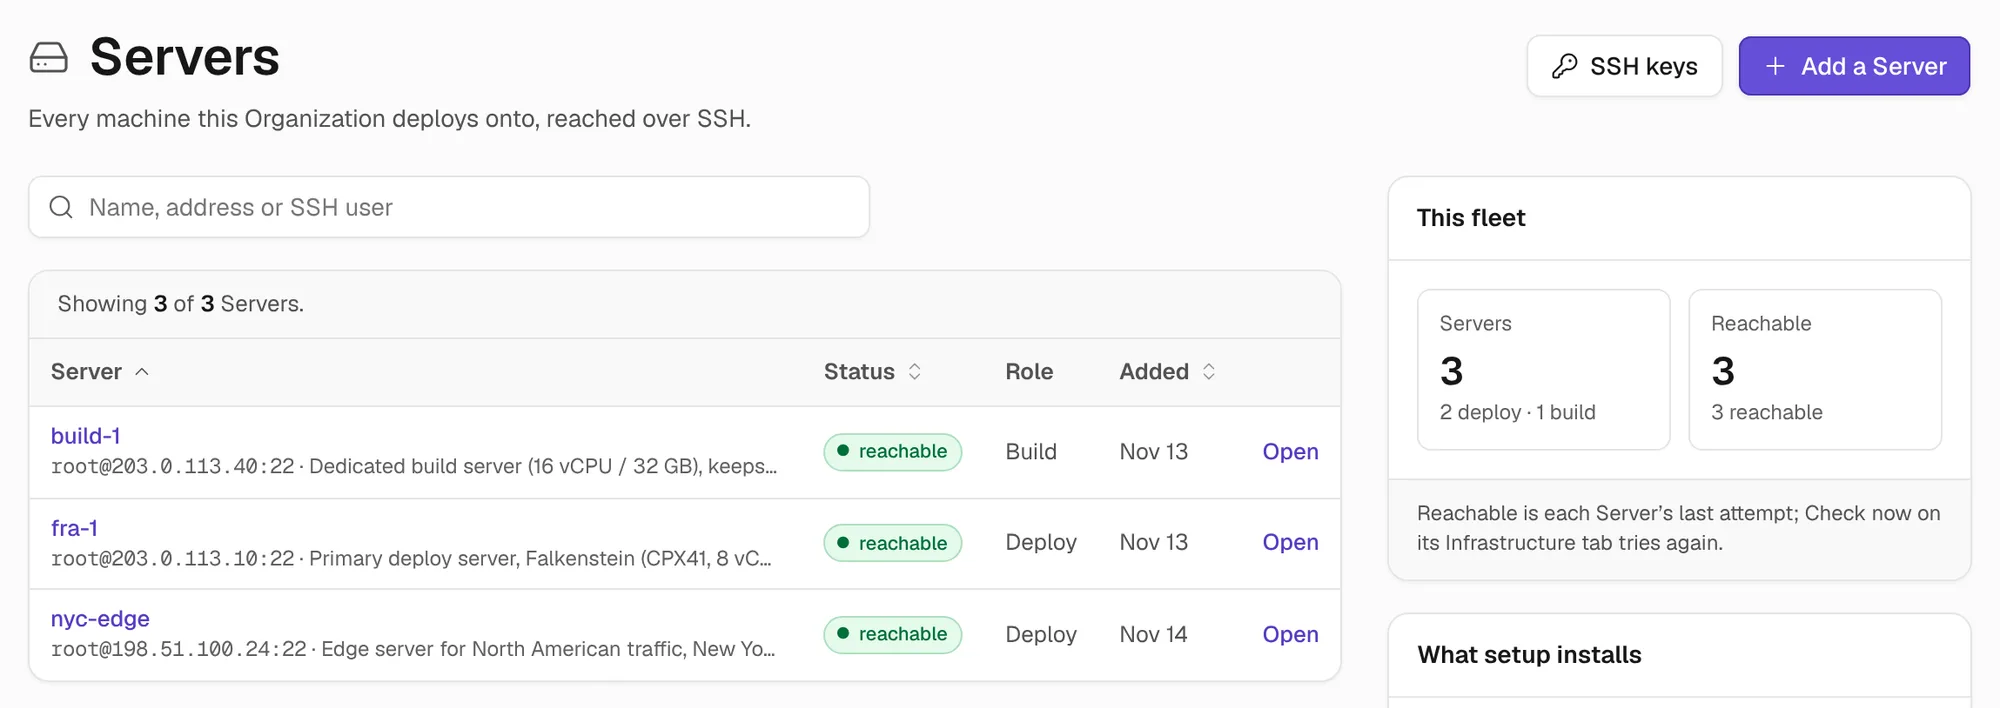 Servers
Every machine this Organization deploys onto, reached over SSH.
SSH keys
Add a Server
Name, address or SSH user
Showing 3 of 3 Servers.
Server Status Role Added
build-1
root@203.0.113.40:22 · Dedicated build server (16 vCPU / 32 GB), keeps...
reachable Build Nov 13 Open
fra-1
root@203.0.113.10:22 · Primary deploy server, Falkenstein (CPX41, 8 vC...
reachable Deploy Nov 13 Open
nyc-edge
root@198.51.100.24:22 · Edge server for North American traffic, New Yo...
reachable Deploy Nov 14 Open
This fleet
Servers
3
2 deploy · 1 build
Reachable
3
3 reachable
Reachable is each Server’s last attempt; Check now on
its Infrastructure tab tries again.
What setup installs